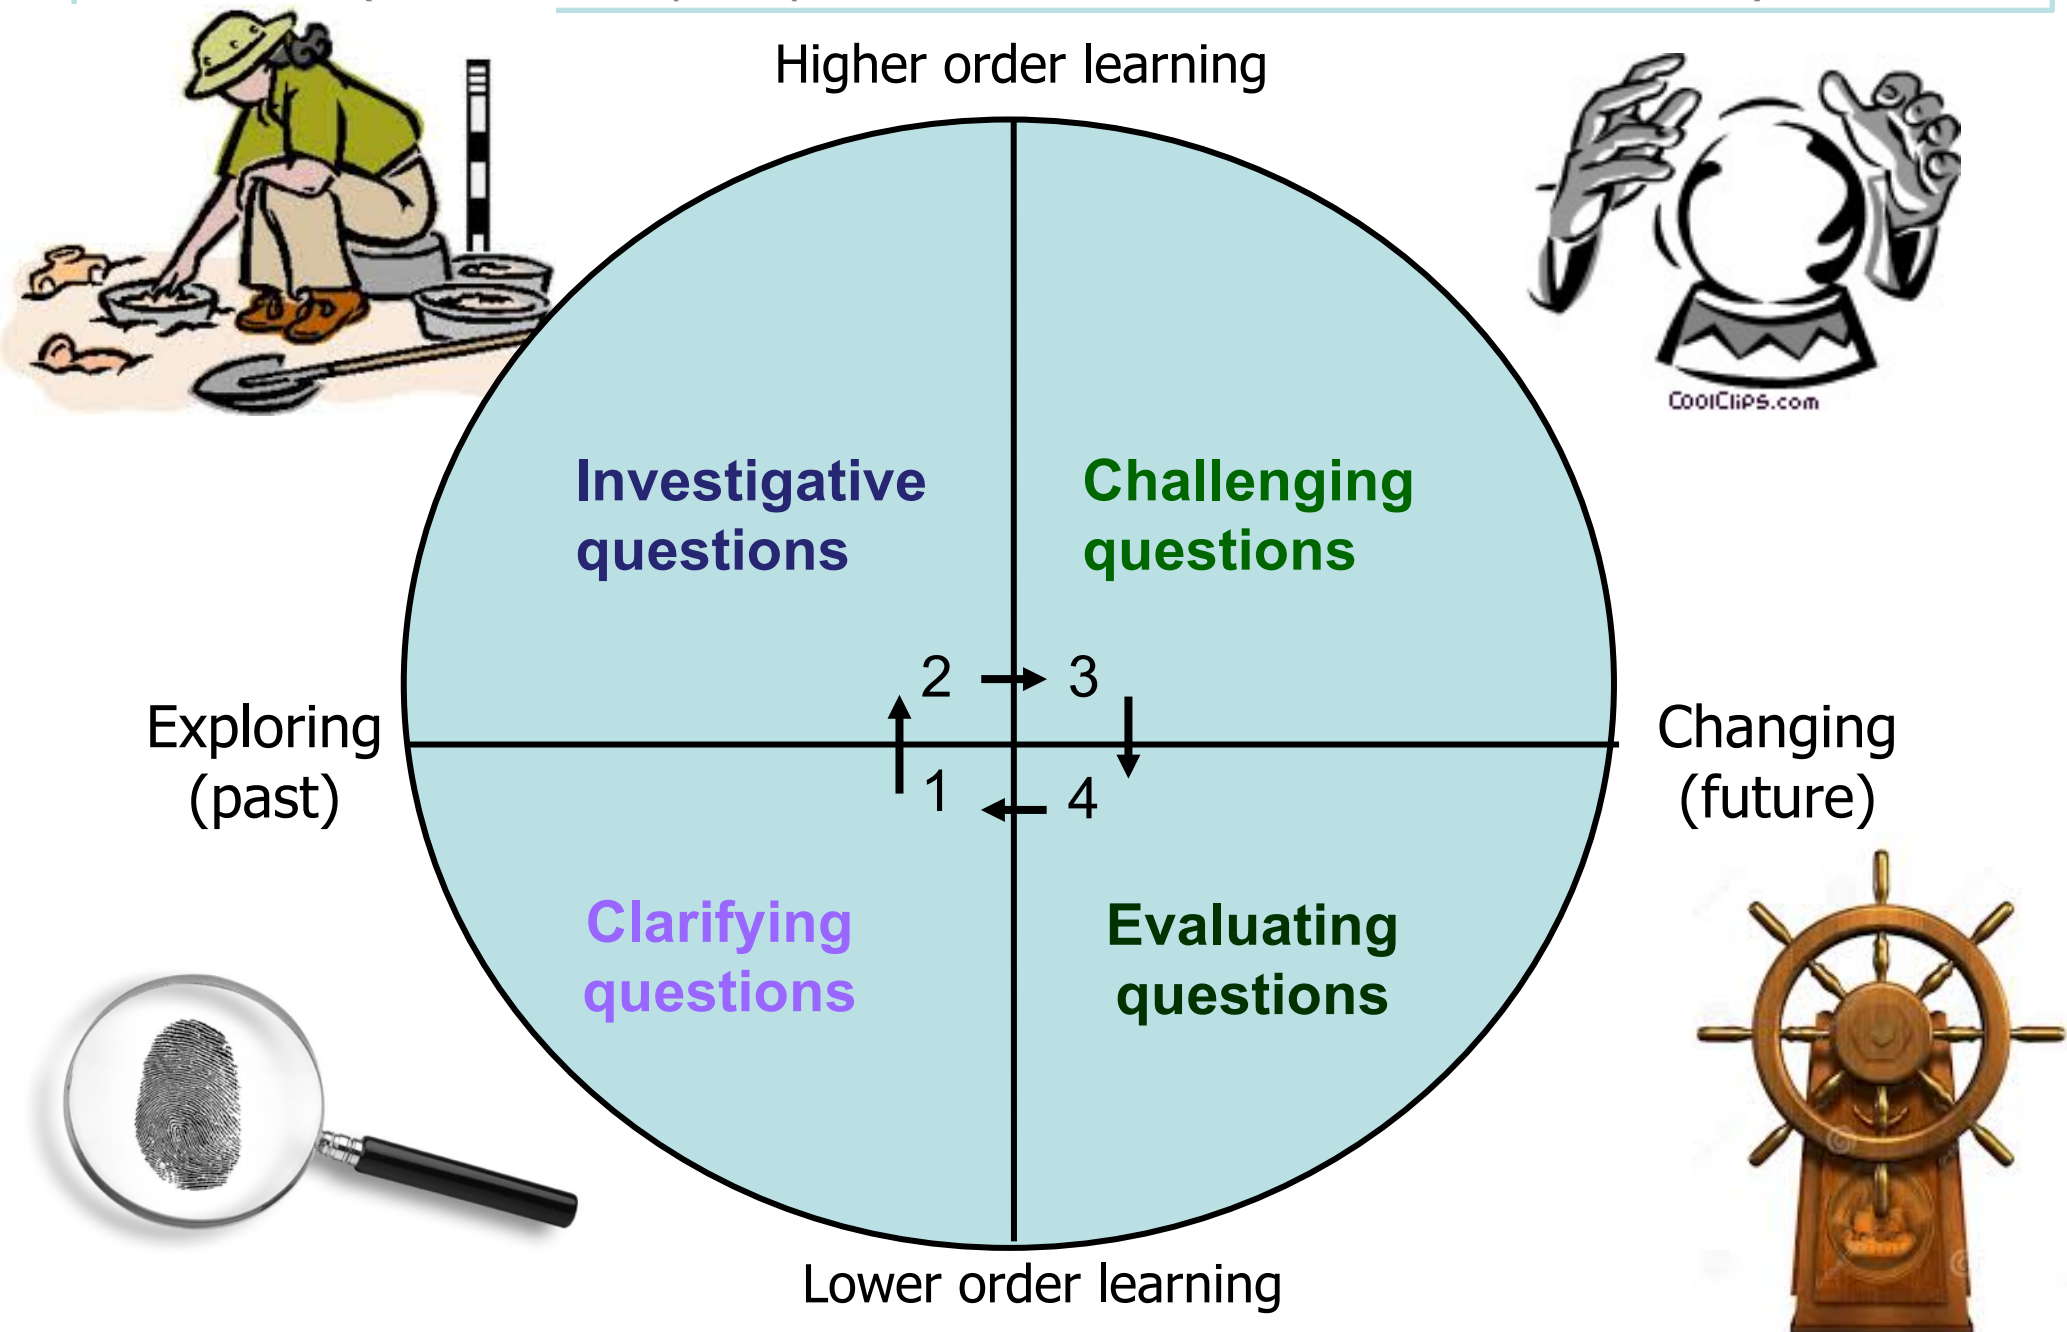 Higher order learning
CoolClips.com
Investigative
questions
Challenging
questions
2
3
Exploring
(past)
Changing
(future)
1
4
Clarifying
questions
Evaluating
questions
Lower order learning